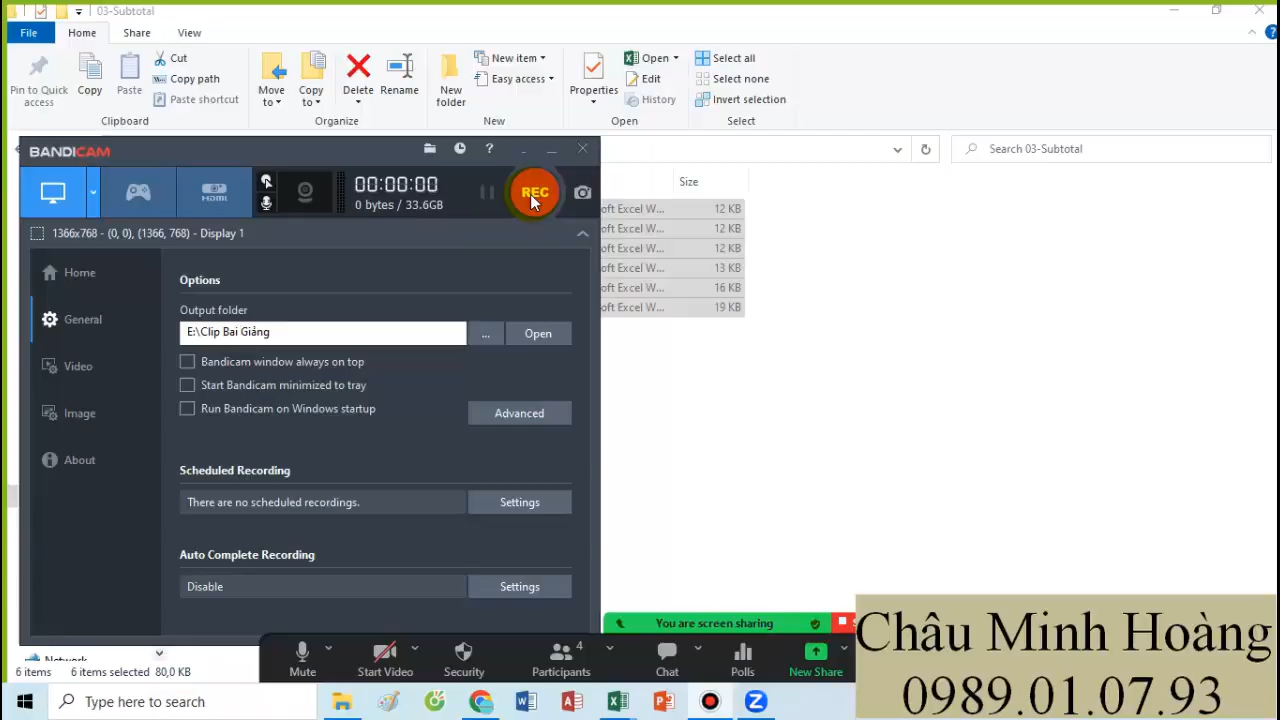 03-Subtotal
File Home Share View
Pin to Quick access
Copy
Paste
Cut
Copy path
Paste shortcut
Clipboard
Move to
Copy to
Delete
Rename
Organize
New folder
New item
Easy access
New
Properties
Open
Edit
History
Open
Select all
Select none
Invert selection
Select
Search 03-Subtotal
BANDICAM
00:00:00
0 bytes / 33.6GB
REC
HDMI
1366x768 - (0, 0), (1366, 768) - Display 1
Home
General
Video
Image
About
Options
Output folder
E:\Clip Bai Giảng
...
Open
Bandicam window always on top
Start Bandicam minimized to tray
Run Bandicam on Windows startup
Advanced
Scheduled Recording
There are no scheduled recordings.
Settings
Auto Complete Recording
Disable
Settings
Size
oft Excel W... 12 KB
oft Excel W... 12 KB
oft Excel W... 12 KB
oft Excel W... 13 KB
oft Excel W... 16 KB
oft Excel W... 19 KB
You are screen sharing
Mute
Start Video
Security
4
Participants
Chat
Polls
New Share
Network
6 items 6 items selected 80,0 KB
Type here to search
Châu Minh Hoàng
0989.01.07.93